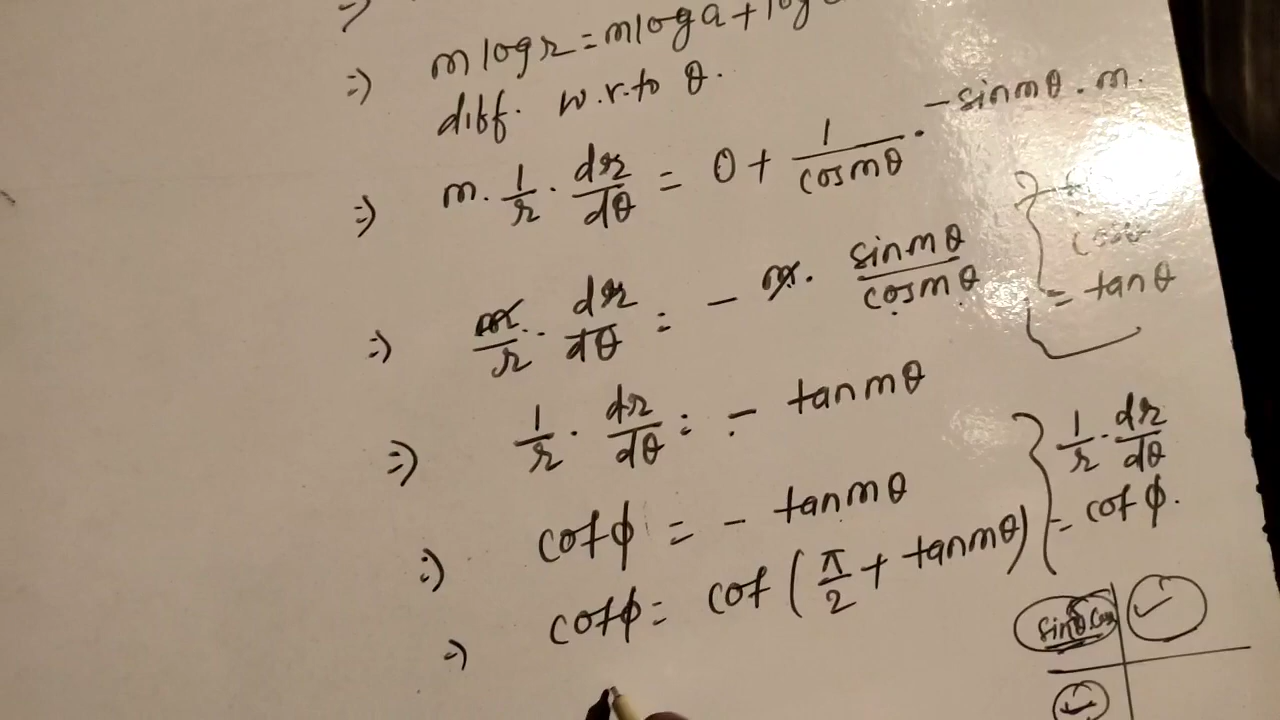 =)
=) m log r = m log a + log
diff. w.r.to θ.
=) m. 1/r . dr/dθ = 0 + 1/cos mθ . - sin mθ . m.
=) m/r . dr/dθ = - m. sin mθ/cos mθ
= tan θ
=) 1/r . dr/dθ = - tan mθ
=) cot φ = - tan mθ
1/r . dr/dθ = cot φ.
=) cot φ = cot (π/2 + tan mθ)